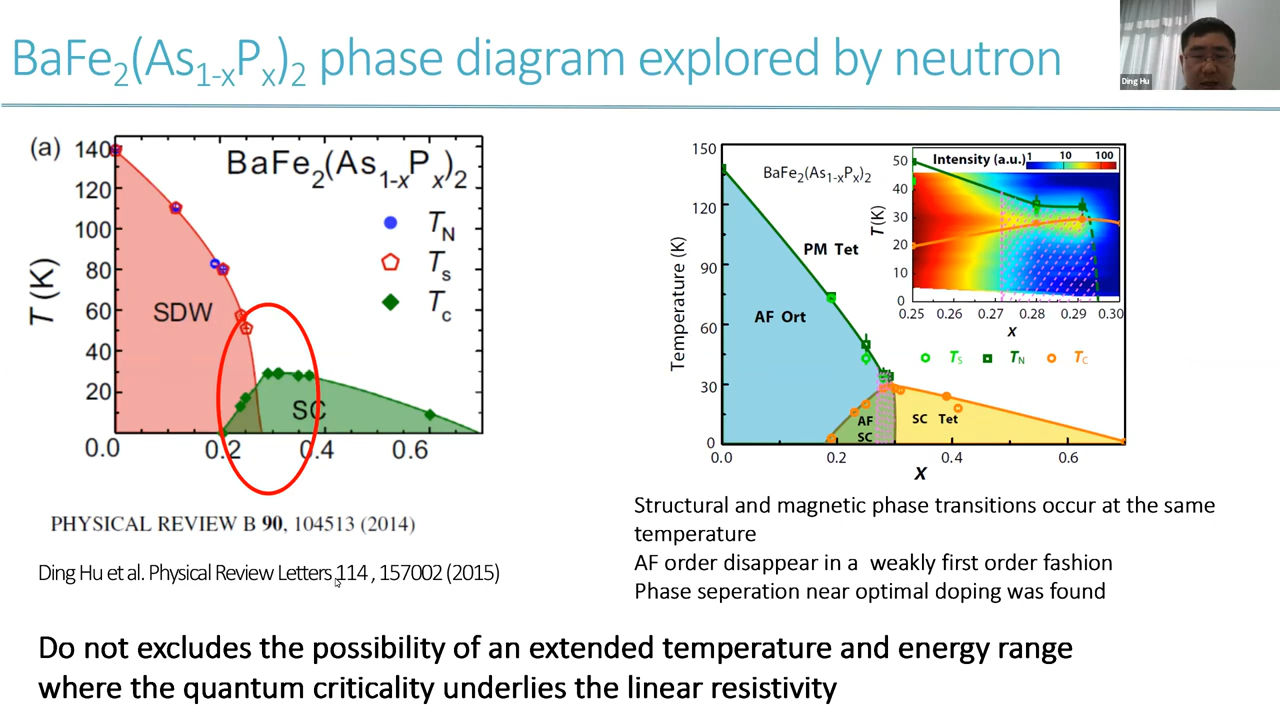 BaFe2(As1-xPx)2 phase diagram explored by neutron
Ding Hu
(a)
BaFe2(As1-xPx)2
140
120
100
80
60
40
20
T (K)
TN
Ts
Tc
SDW
SC
0.0 0.2 0.4 0.6
PHYSICAL REVIEW B 90, 104513 (2014)
Ding Hu et al. Physical Review Letters 114 , 157002 (2015)
150
120
90
60
30
0
Temperature (K)
BaFe2(As1-xPx)2
PM Tet
AF Ort
AF
SC
SC Tet
0.0 0.2 0.4 0.6
X
Intensity (a.u.) 1 10 100
50
40
30
20
10
0
T(K)
0.25 0.26 0.27 0.28 0.29 0.30
X
TS TN TC
Structural and magnetic phase transitions occur at the same
temperature
AF order disappear in a weakly first order fashion
Phase seperation near optimal doping was found
Do not excludes the possibility of an extended temperature and energy range
where the quantum criticality underlies the linear resistivity